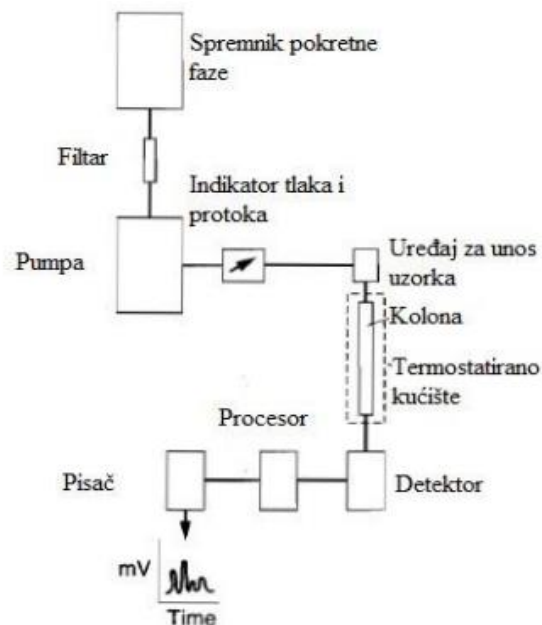 Spremnik pokretne
faze
Filtar
Indikator tlaka i
protoka
Pumpa
Uređaj za unos
uzorka
Kolona
Termostatirano
kućište
Procesor
Pisač
Detektor
mV
Time